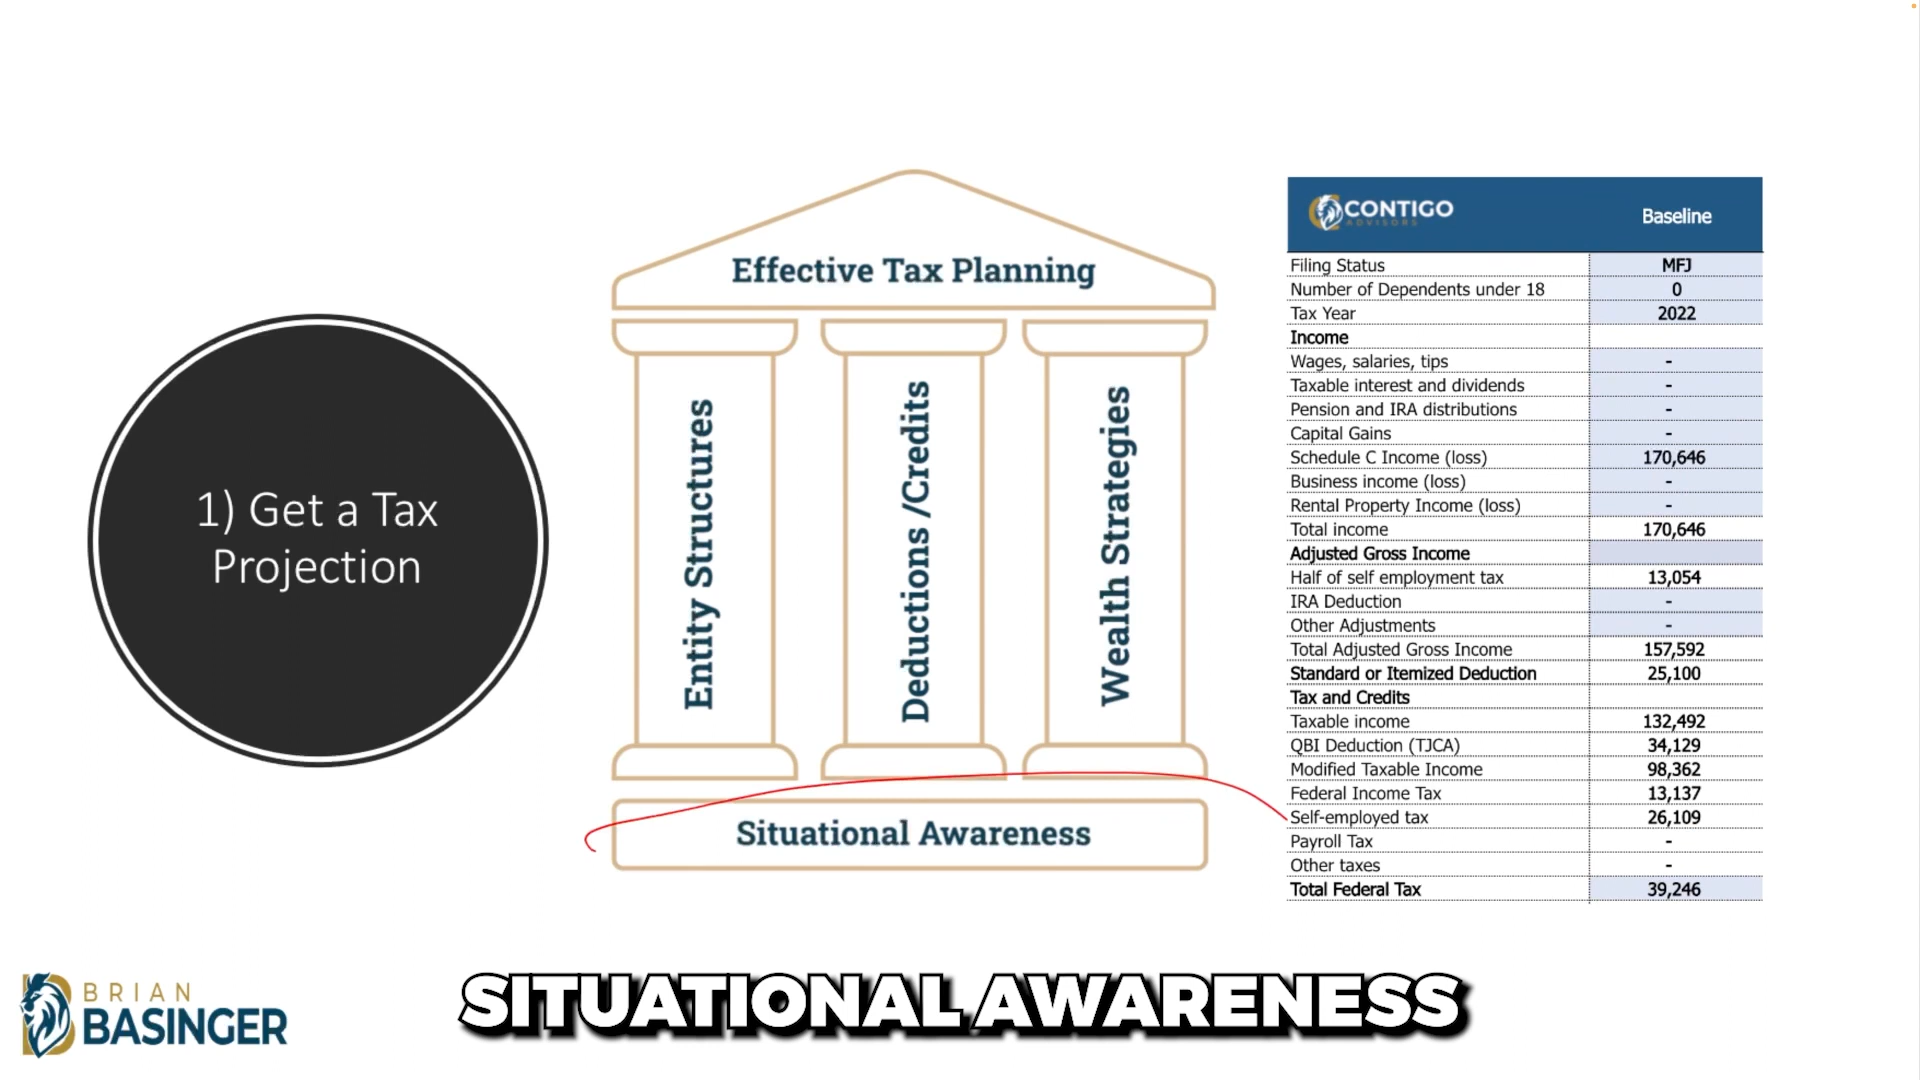 1) Get a Tax
Projection
Effective Tax Planning
Entity Structures
Deductions /Credits
Wealth Strategies
Situational Awareness
CONTIGO
ADVISORS
Baseline
Filing Status MFJ
Number of Dependents under 18 0
Tax Year 2022
Income
Wages, salaries, tips -
Taxable interest and dividends -
Pension and IRA distributions -
Capital Gains -
Schedule C Income (loss) 170,646
Business income (loss) -
Rental Property Income (loss) -
Total income 170,646
Adjusted Gross Income
Half of self employment tax 13,054
IRA Deduction -
Other Adjustments -
Total Adjusted Gross Income 157,592
Standard or Itemized Deduction 25,100
Tax and Credits
Taxable income 132,492
QBI Deduction (TJCA) 34,129
Modified Taxable Income 98,362
Federal Income Tax 13,137
Self-employed tax 26,109
Payroll Tax -
Other taxes -
Total Federal Tax 39,246
BRIAN
BASINGER
SITUATIONAL AWARENESS